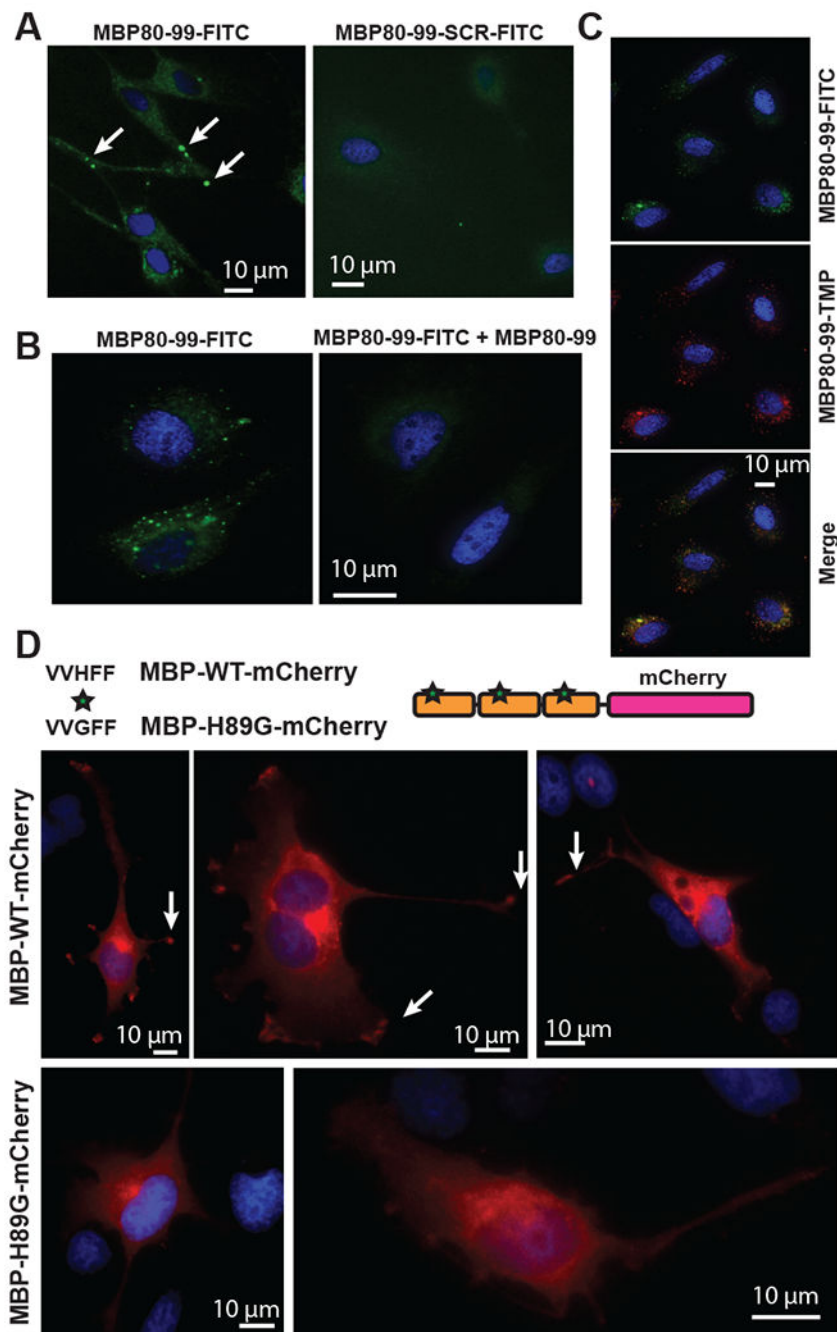 A
MBP80-99-FITC
MBP80-99-SCR-FITC
10 µm
10 µm
B
MBP80-99-FITC
MBP80-99-FITC + MBP80-99
10 µm
C
MBP80-99-FITC
MBP80-99-TMP
10 µm
Merge
D
VVHFF MBP-WT-mCherry
VVGFF MBP-H89G-mCherry
mCherry
MBP-WT-mCherry
10 µm
10 µm
10 µm
MBP-H89G-mCherry
10 µm
10 µm